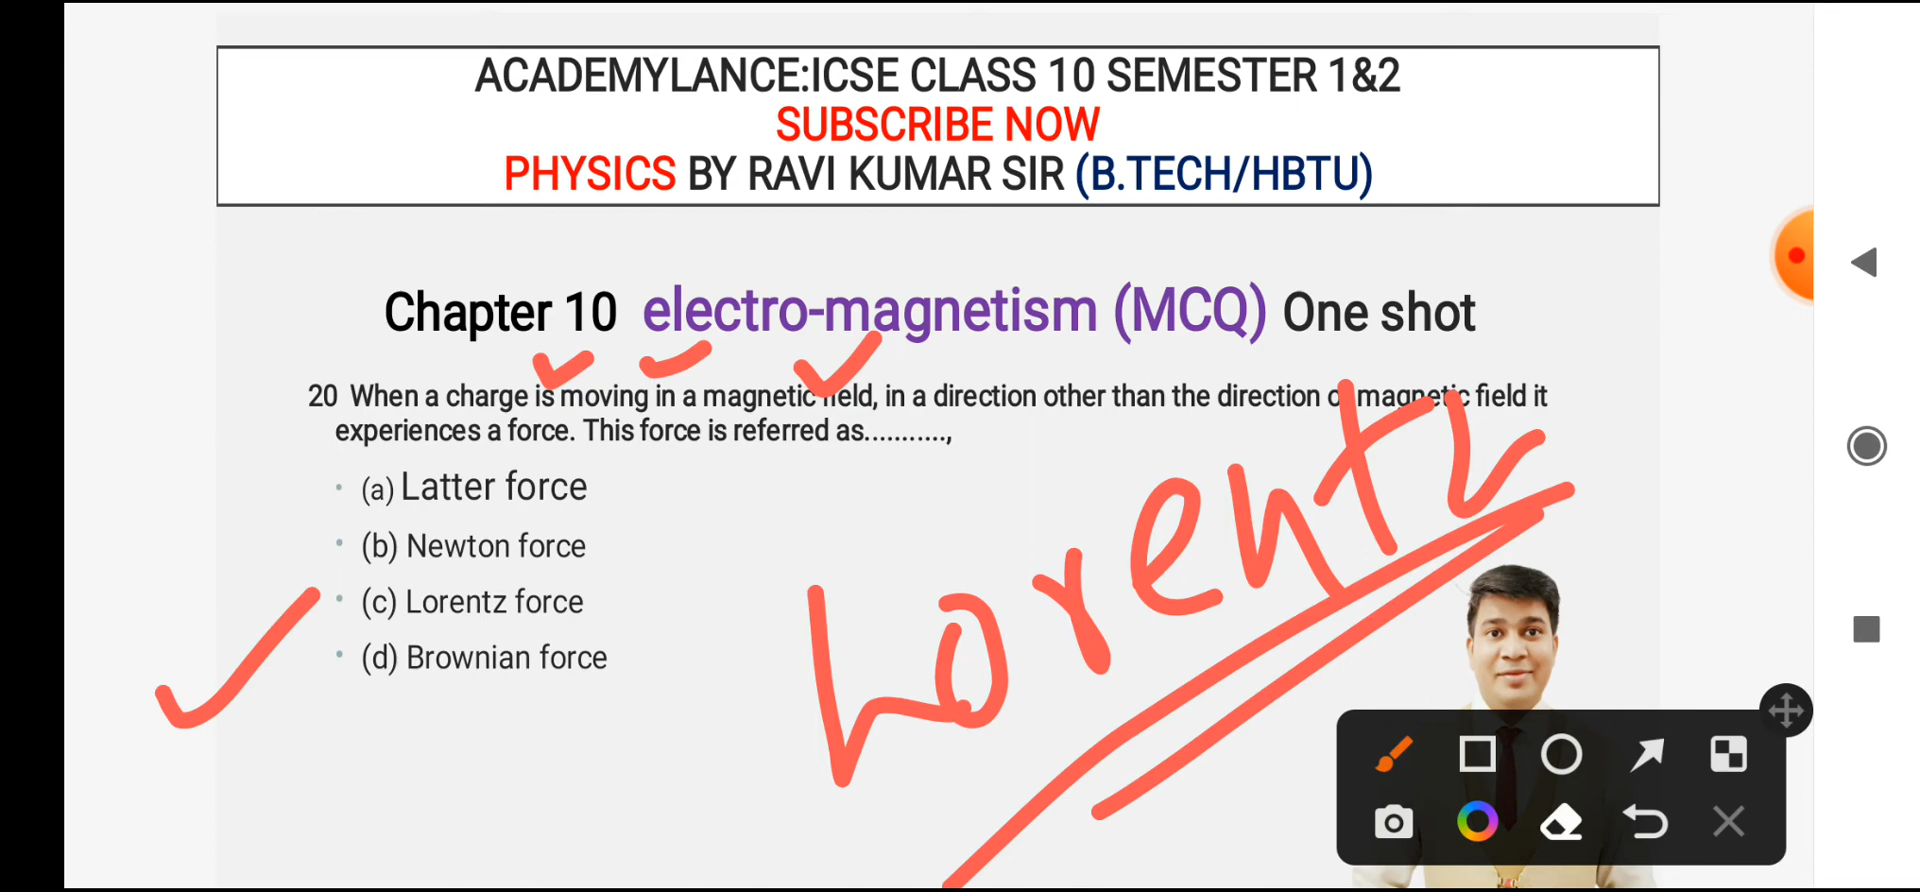 ACADEMYLANCE:ICSE CLASS 10 SEMESTER 1&2
SUBSCRIBE NOW
PHYSICS BY RAVI KUMAR SIR (B.TECH/HBTU)
Chapter 10 electro-magnetism (MCQ) One shot
20 When a charge is moving in a magnetic field, in a direction other than the direction of magnetic field it
experiences a force. This force is referred as...........,
(a) Latter force
(b) Newton force
(c) Lorentz force
(d) Brownian force
Lorentz